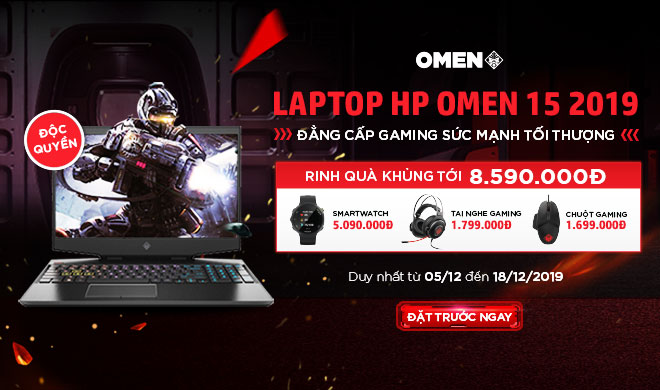 OMEN
LAPTOP HP OMEN 15 2019
ĐẲNG CẤP GAMING SỨC MẠNH TỐI THƯỢNG
ĐỘC
QUYỀN
RINH QUÀ KHỦNG TỚI 8.590.000Đ
SMARTWATCH
5.090.000Đ
TAI NGHE GAMING
1.799.000Đ
CHUỘT GAMING
1.699.000Đ
Duy nhất từ 05/12 đến 18/12/2019
ĐẶT TRƯỚC NGAY